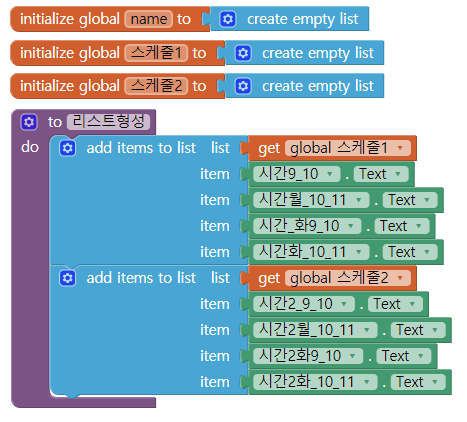 initialize global name to create empty list
initialize global 스케줄1 to create empty list
initialize global 스케줄2 to create empty list
to 리스트형성
do add items to list list get global 스케줄1
item 시간9_10 . Text
item 시간월_10_11 . Text
item 시간_화9_10 . Text
item 시간화_10_11 . Text
add items to list list get global 스케줄2
item 시간2_9_10 . Text
item 시간2월_10_11 . Text
item 시간2화9_10 . Text
item 시간2화_10_11 . Text